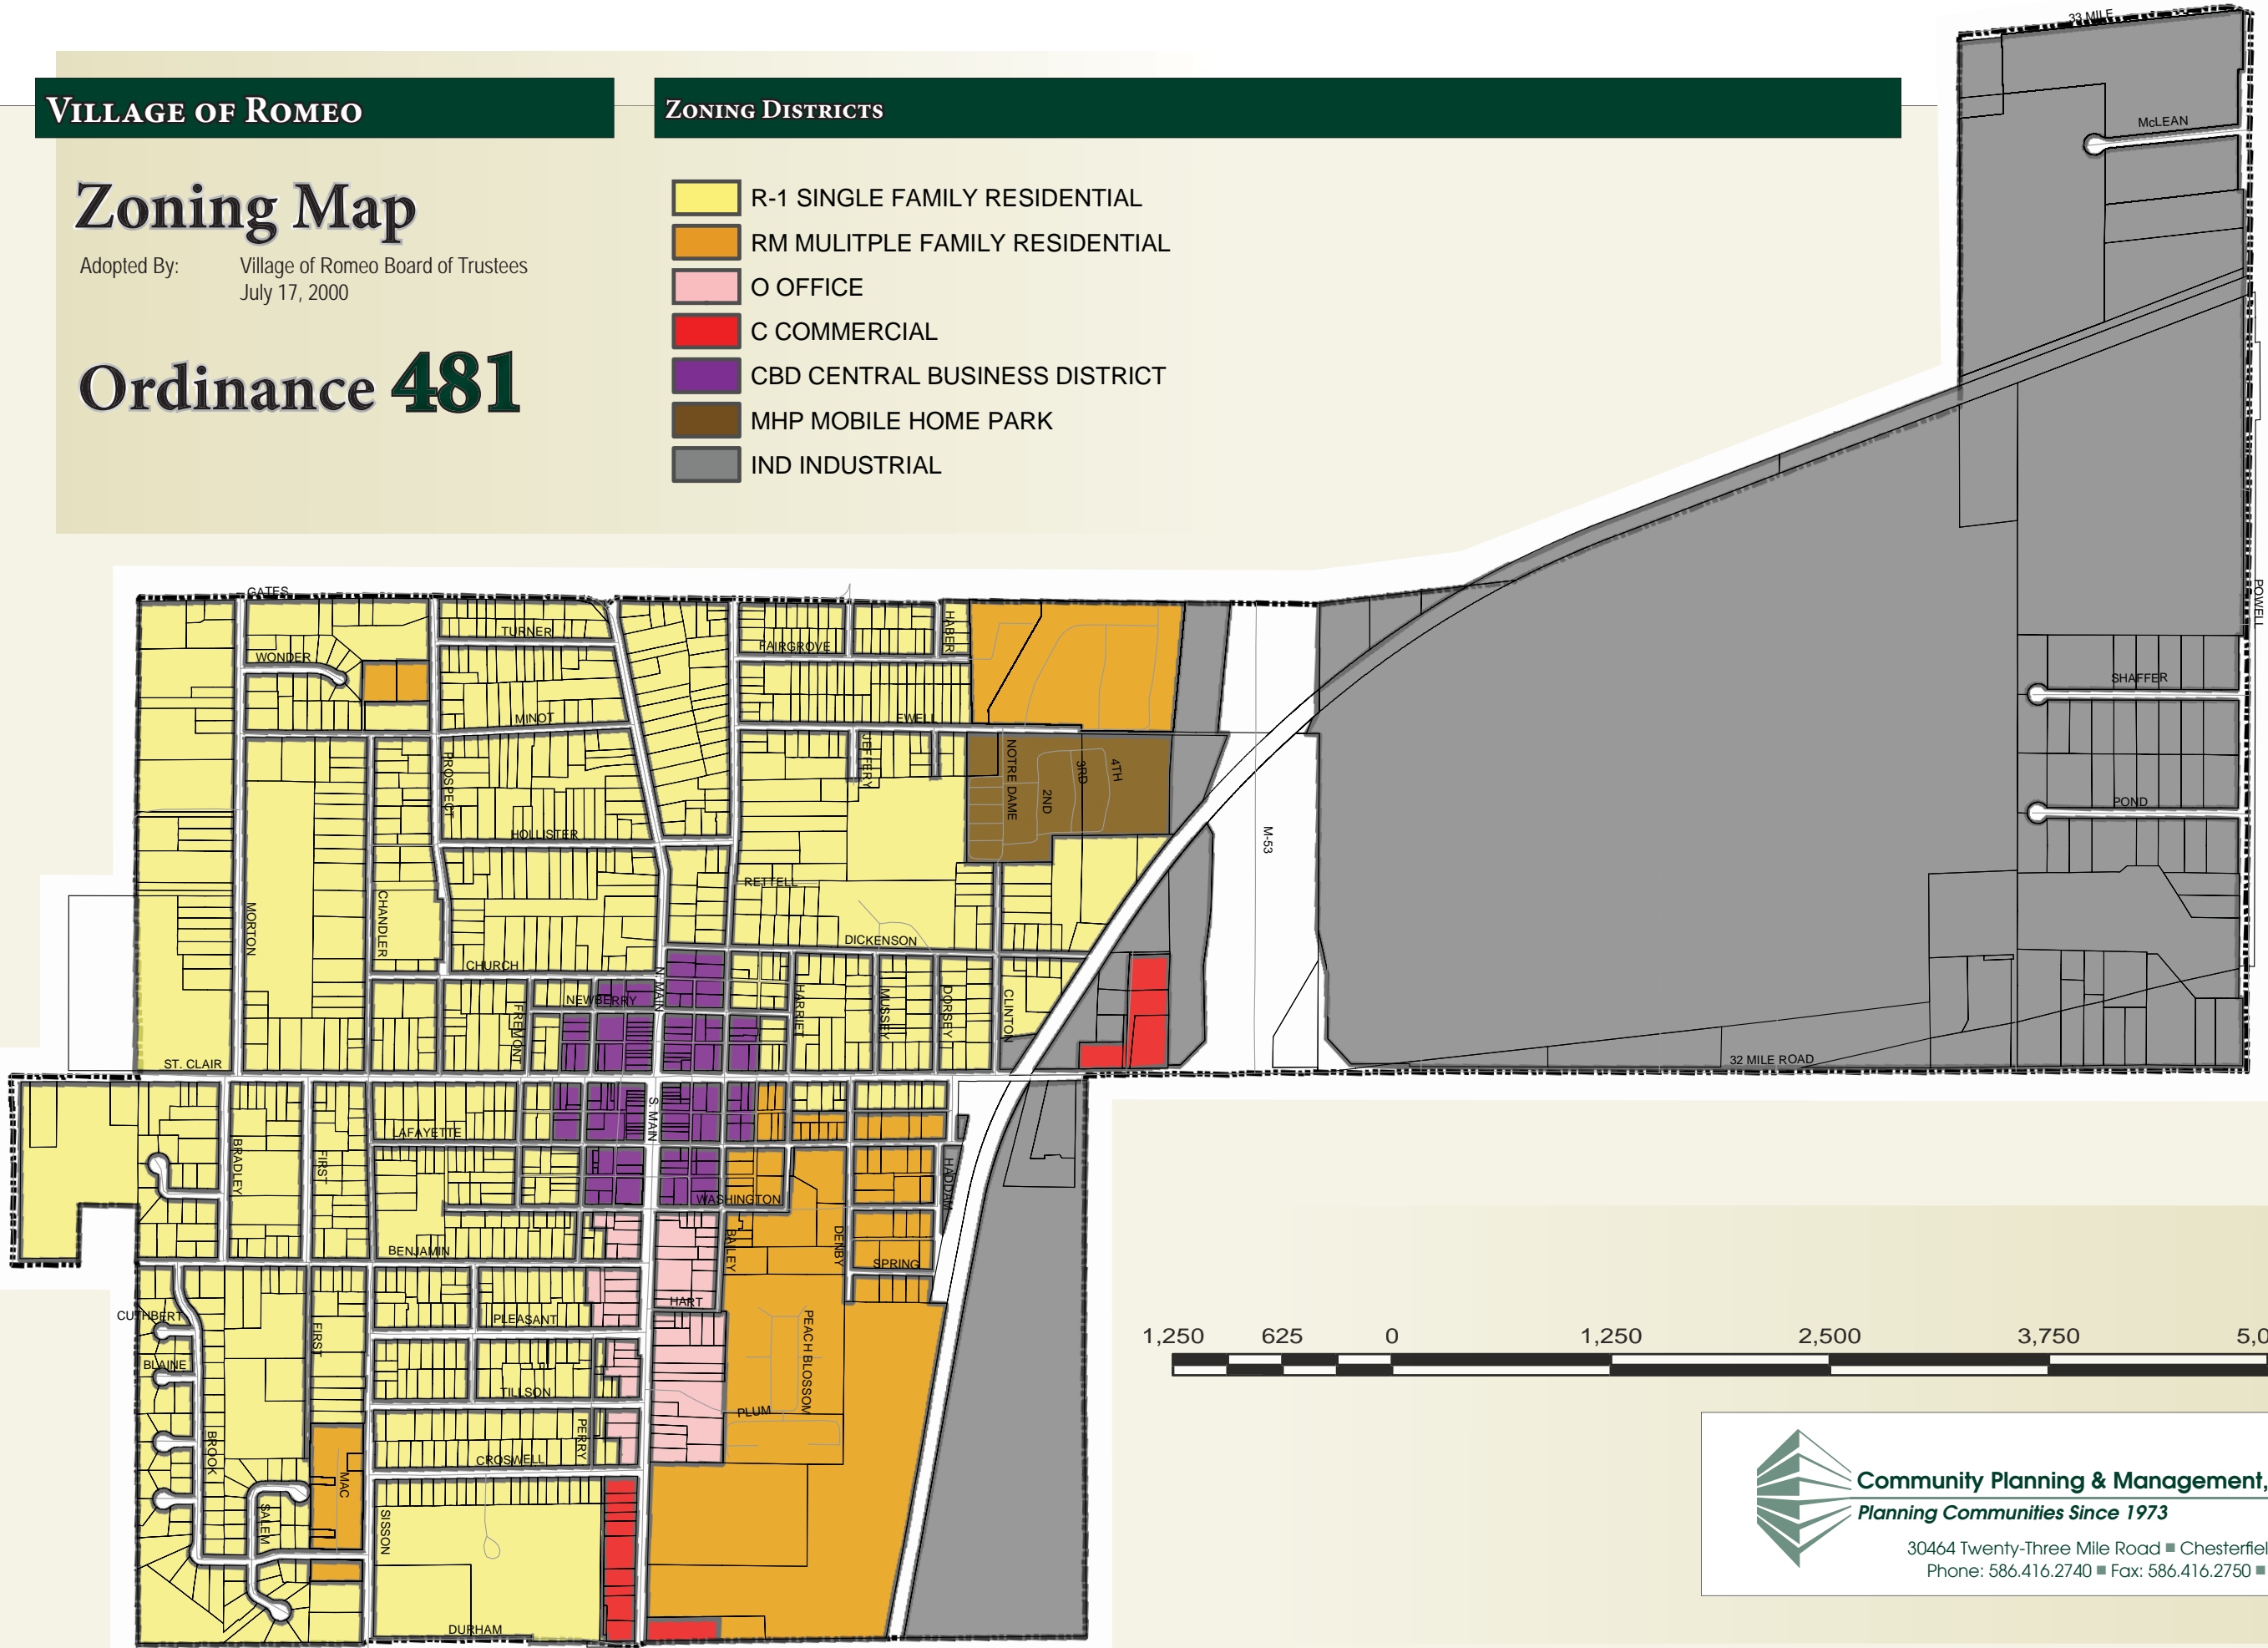 VILLAGE OF ROMEO
ZONING DISTRICTS
Zoning Map
Adopted By: Village of Romeo Board of Trustees
July 17, 2000
Ordinance 481
R-1 SINGLE FAMILY RESIDENTIAL
RM MULITPLE FAMILY RESIDENTIAL
O OFFICE
C COMMERCIAL
CBD CENTRAL BUSINESS DISTRICT
MHP MOBILE HOME PARK
IND INDUSTRIAL
33 MILE
McLEAN
POWELL
GATES
TURNER
HABER
FAIRGROVE
WONDER
SHAFFER
MINOT
EWELL
PROSPECT
JEFFERY
NOTRE DAME
2ND
3RD
4TH
POND
HOLLISTER
M-53
RETTELL
MORTON
CHANDLER
DICKENSON
CHURCH
N. MAIN
NEWBERRY
FREMONT
HARRIET
MUSSEY
DORSEY
CLINTON
ST. CLAIR
32 MILE ROAD
S. MAIN
LAFAYETTE
BRADLEY
FIRST
HADDAM
WASHINGTON
BAILEY
DENBY
BENJAMIN
SPRING
HART
CUTHBERT
PLEASANT
FIRST
PEACH BLOSSOM
BLAINE
TILLSON
PLUM
BROOK
PERRY
CROSWELL
MAC
SALEM
SISSON
DURHAM
1,250 625 0 1,250 2,500 3,750 5,0
Community Planning & Management,
Planning Communities Since 1973
30464 Twenty-Three Mile Road ■ Chesterfiel
Phone: 586.416.2740 ■ Fax: 586.416.2750 ■